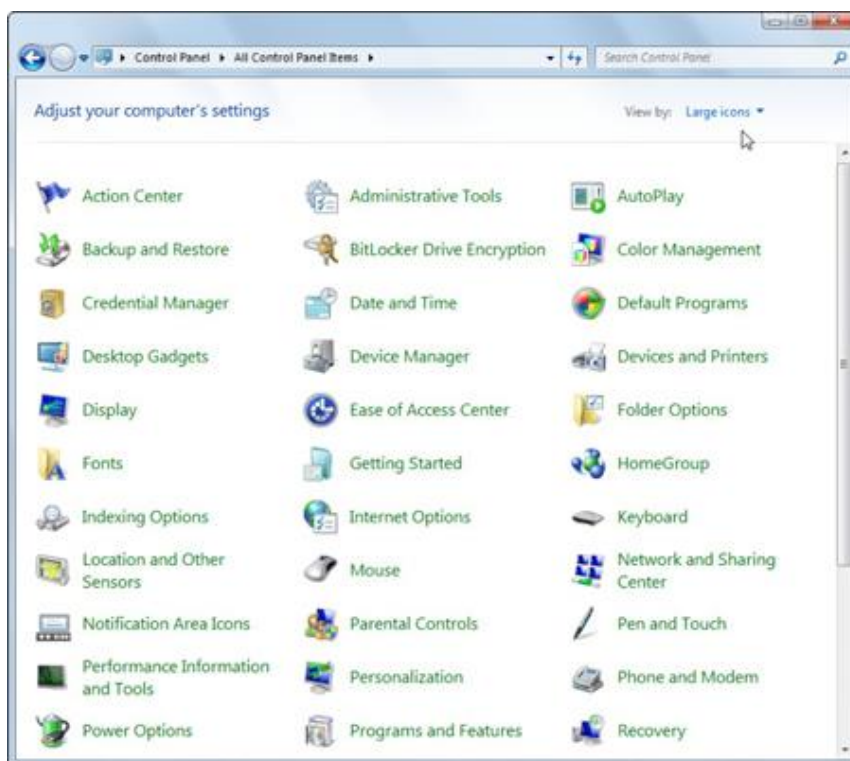 Control Panel All Control Panel Items Search Control Panel
Adjust your computer's settings View by: Large icons
Action Center Administrative Tools AutoPlay
Backup and Restore BitLocker Drive Encryption Color Management
Credential Manager Date and Time Default Programs
Desktop Gadgets Device Manager Devices and Printers
Display Ease of Access Center Folder Options
Fonts Getting Started HomeGroup
Indexing Options Internet Options Keyboard
Location and Other
Sensors
Mouse
Network and Sharing
Center
Notification Area Icons Parental Controls Pen and Touch
Performance Information
and Tools
Personalization Phone and Modem
Power Options Programs and Features Recovery